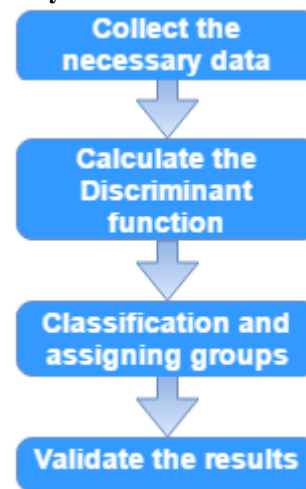 Collect the
necessary data
Calculate the
Discriminant
function
Classification and
assigning groups
Validate the results